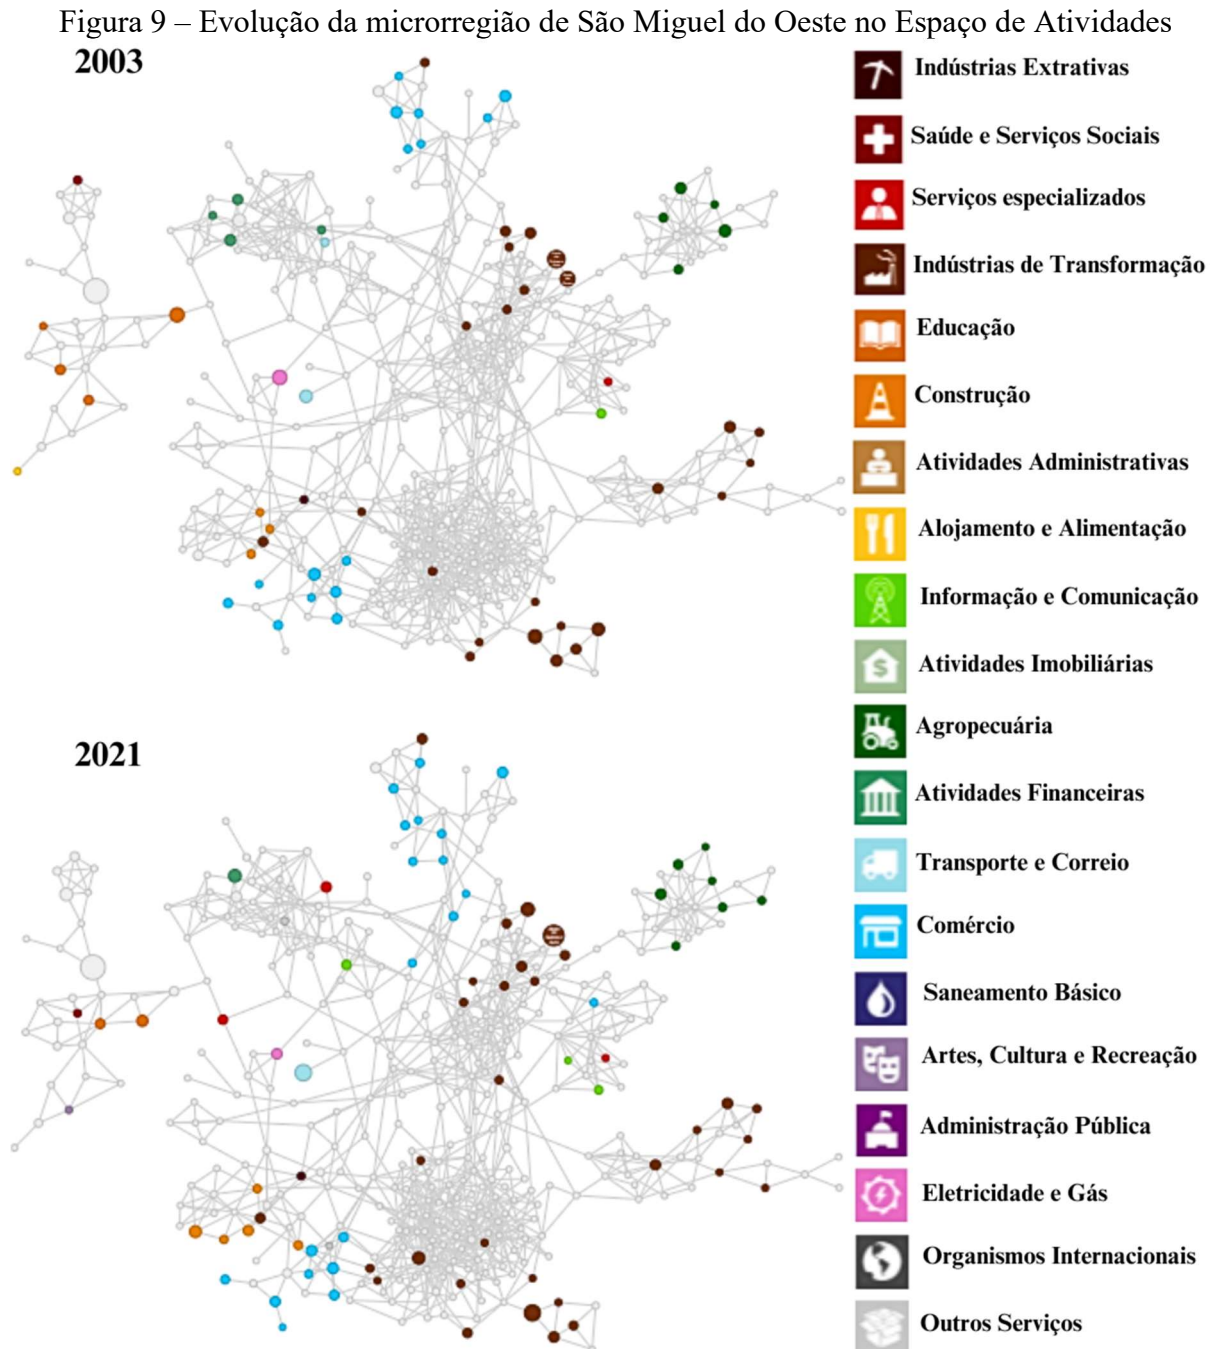 Figura 9 – Evolução da microrregião de São Miguel do Oeste no Espaço de Atividades
2003
Indústrias Extrativas
Saúde e Serviços Sociais
Serviços especializados
Indústrias de Transformação
Educação
Construção
Atividades Administrativas
Alojamento e Alimentação
Informação e Comunicação
Atividades Imobiliárias
2021
Agropecuária
Atividades Financeiras
Transporte e Correio
Comércio
Saneamento Básico
Artes, Cultura e Recreação
Administração Pública
Eletricidade e Gás
Organismos Internacionais
Outros Serviços